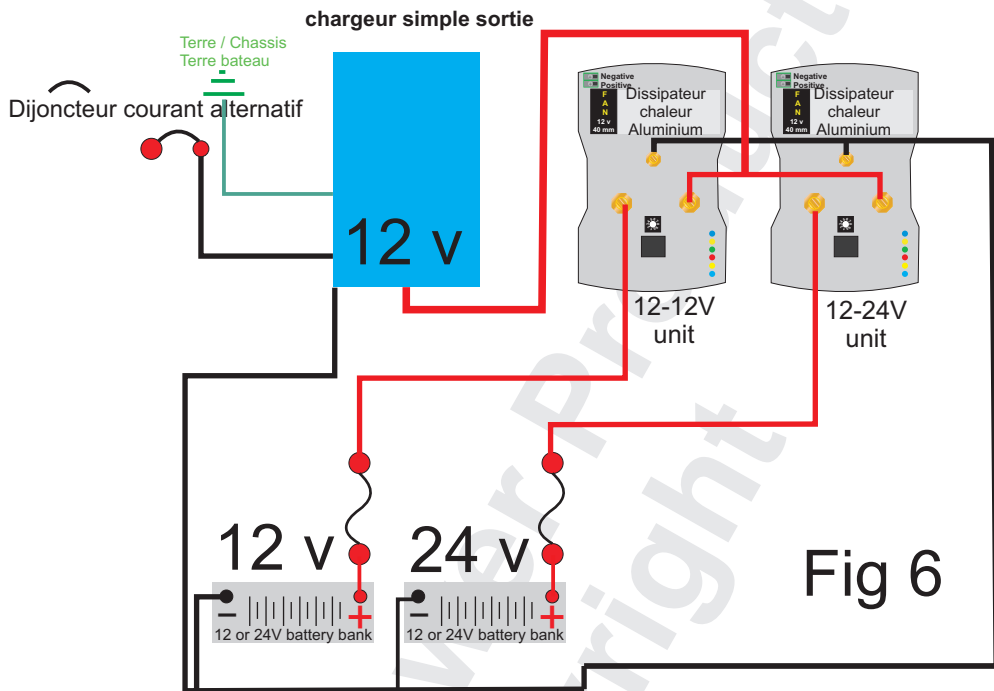 chargeur simple sortie
Terre / Chassis
Terre bateau
Dijoncteur courant alternatif
12 v
Negative
Positive
F
A
N
12 v
40 mm
Dissipateur
chaleur
Aluminium
Negative
Positive
F
A
N
12 v
40 mm
Dissipateur
chaleur
Aluminium
12-12V
unit
12-24V
unit
12 v
24 v
12 or 24V battery bank
12 or 24V battery bank
Fig 6